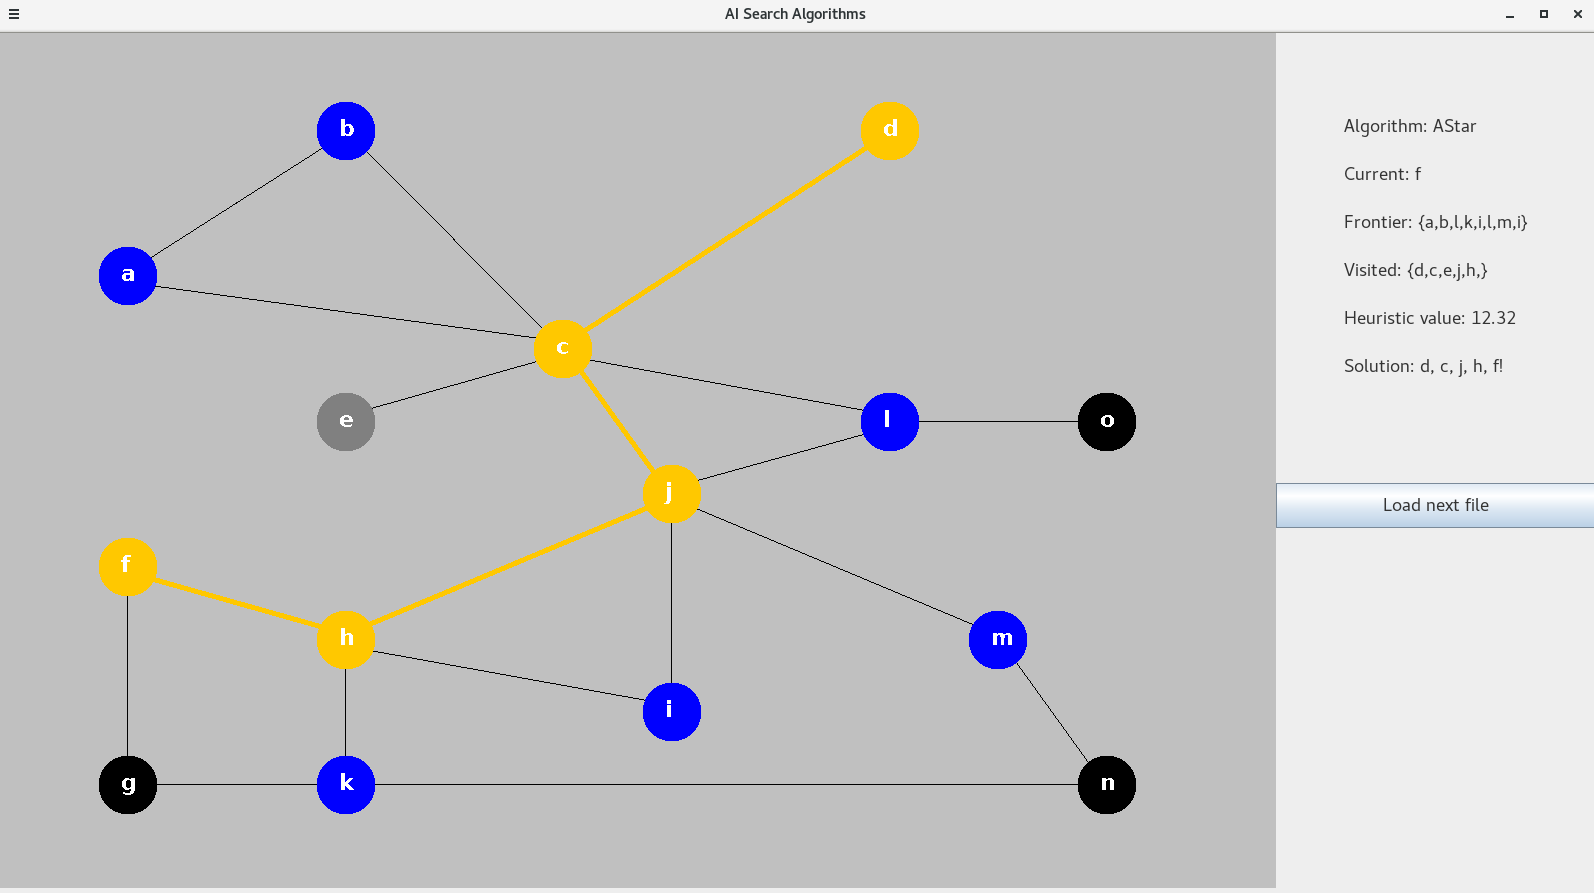 AI Search Algorithms
b
d
Algorithm: AStar
Current: f
Frontier: {a,b,l,k,i,l,m,i}
a
Visited: {d,c,e,j,h,}
Heuristic value: 12.32
c
Solution: d, c, j, h, f!
e
l
o
j
Load next file
f
h
m
i
g
k
n